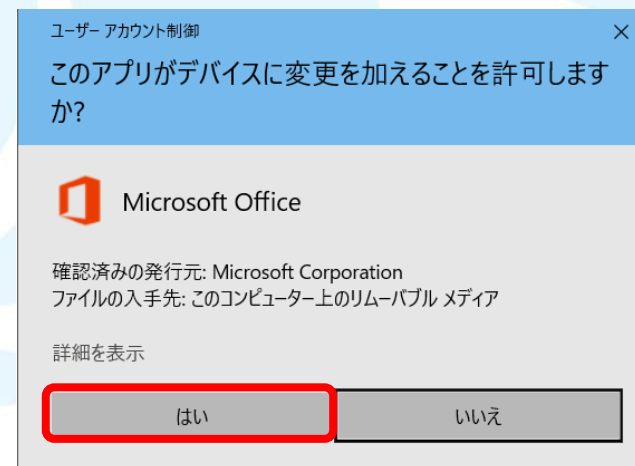 ユーザー アカウント制御
このアプリがデバイスに変更を加えることを許可します
か?
Microsoft Office
確認済みの発行元: Microsoft Corporation
ファイルの入手先: このコンピューター上のリムーバブル メディア
詳細を表示
はい
いいえ